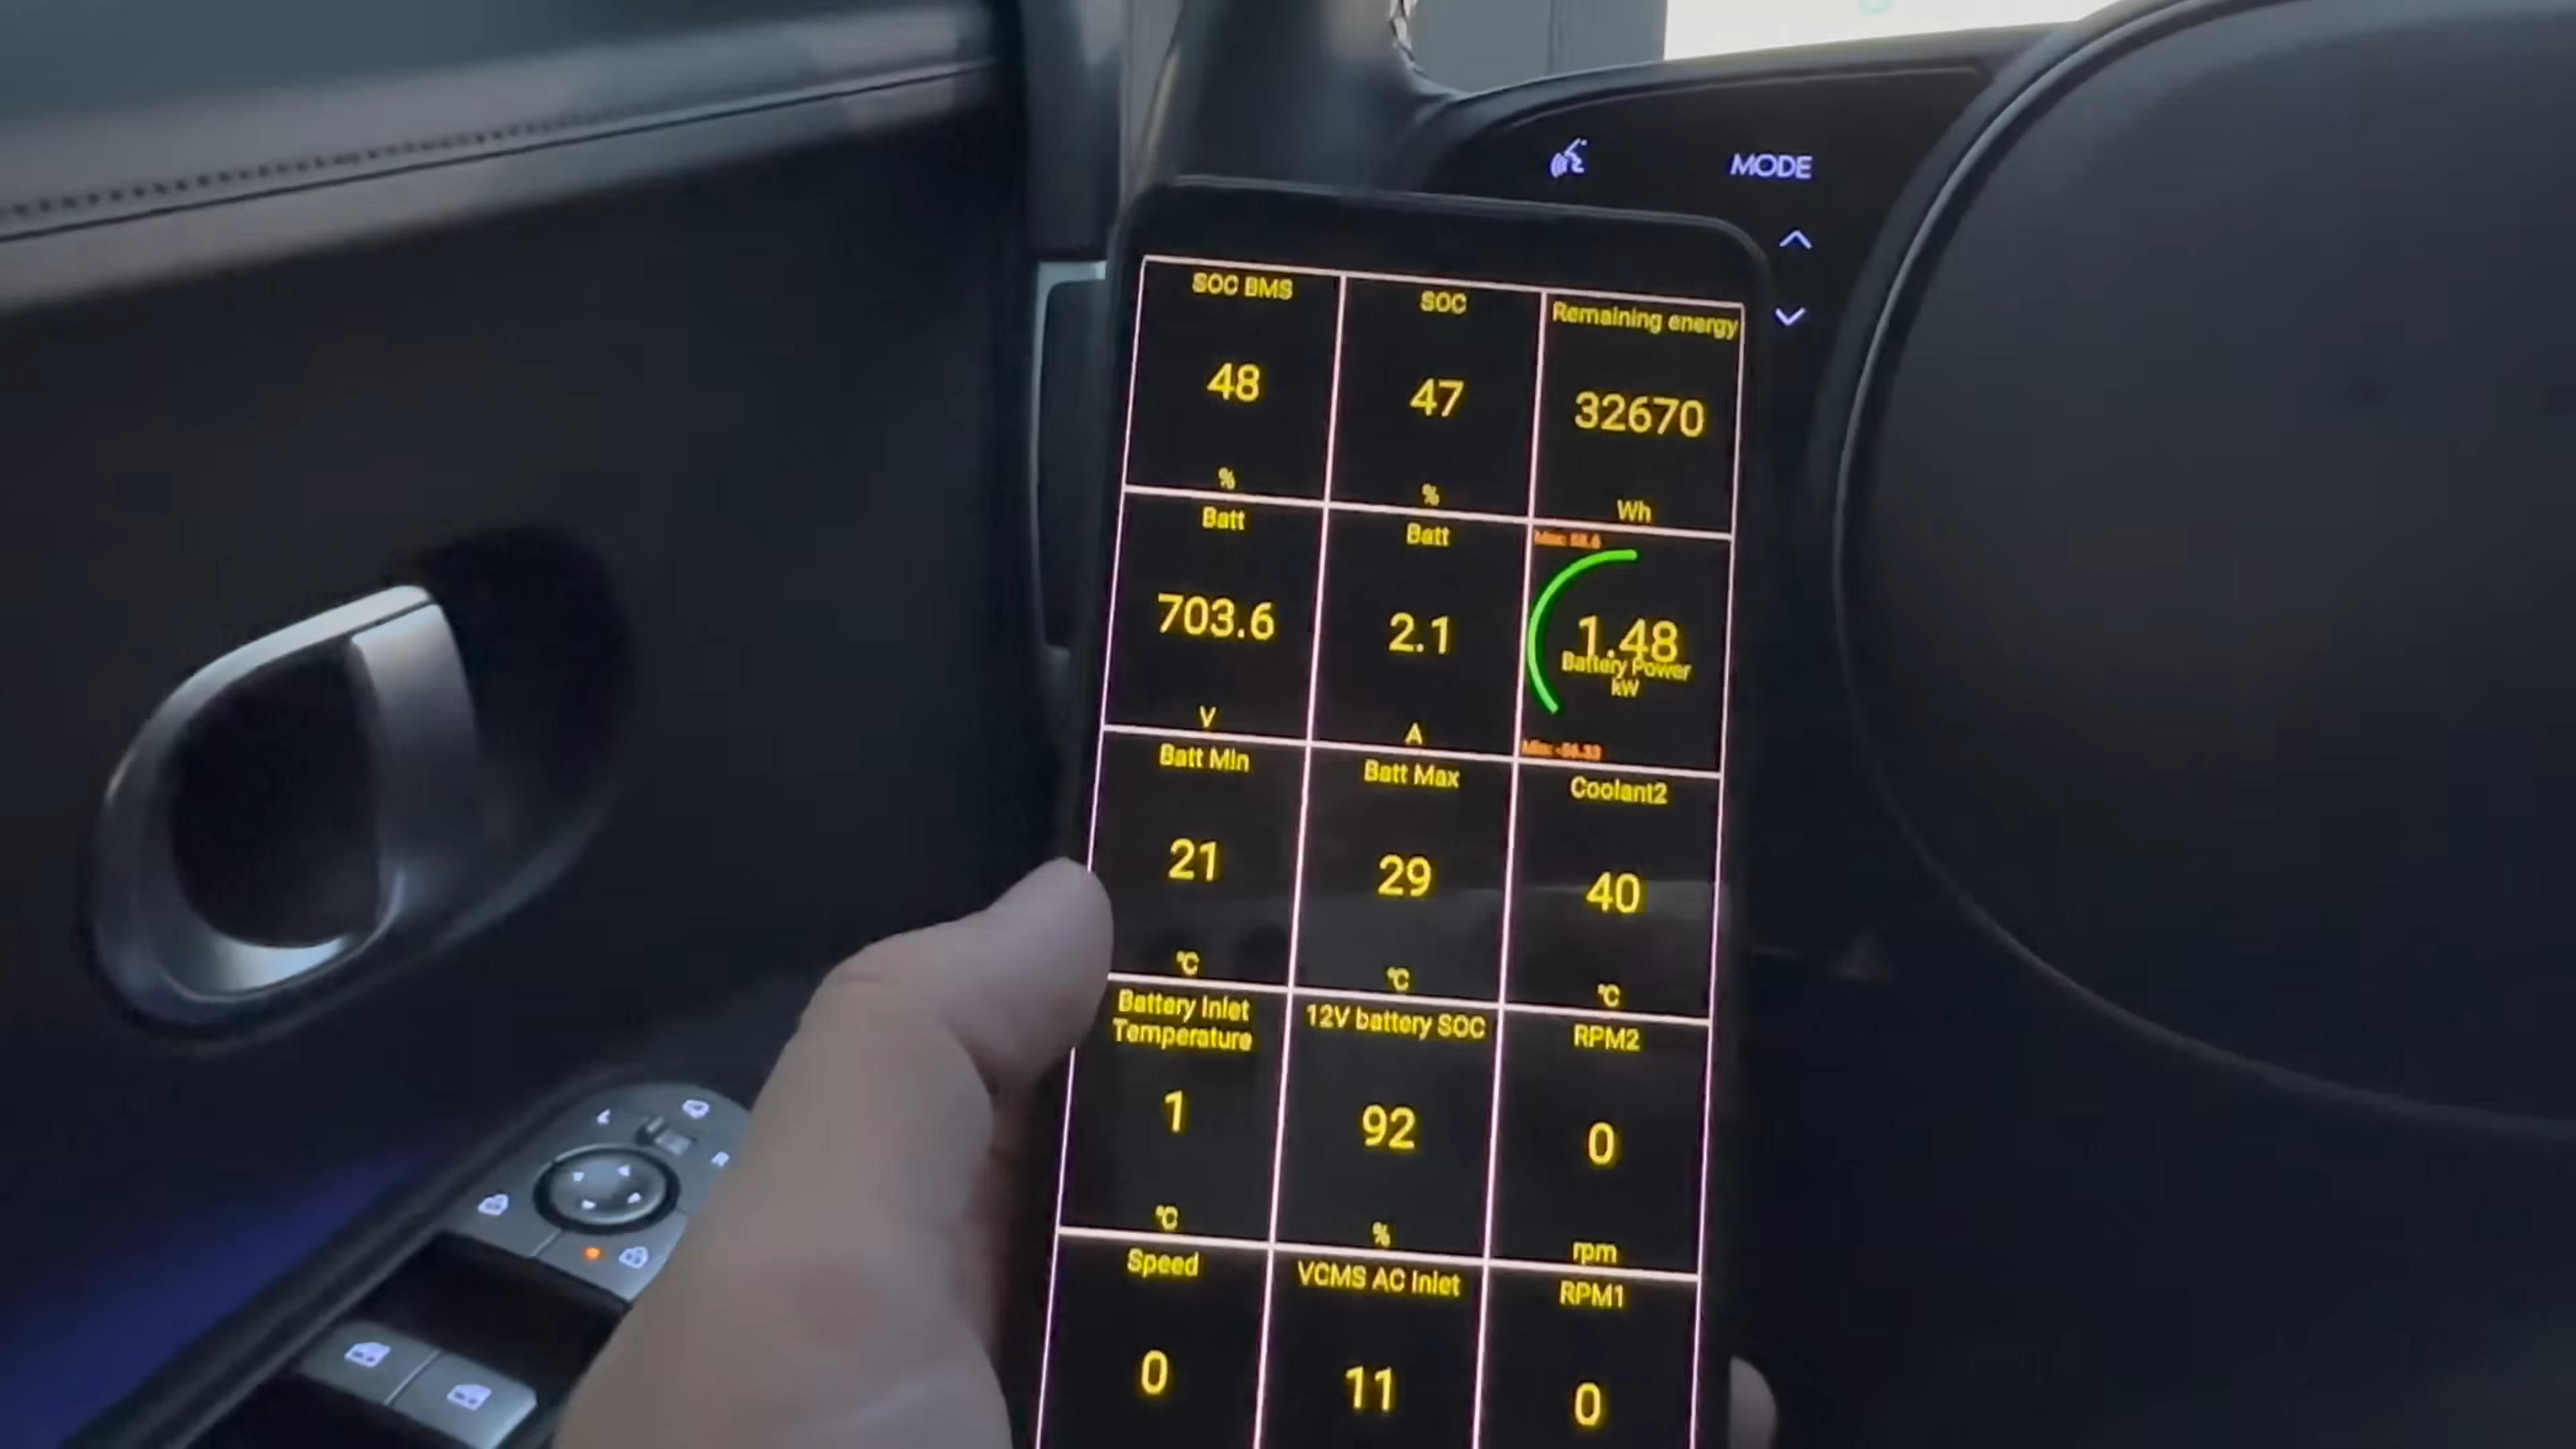 MODE
SOC BMS
48
%
SOC
47
%
Remaining energy
32670
Wh
Batt
703.6
V
Batt
2.1
A
1.48
Battery Power
kW
Batt Min
21
°C
Batt Max
29
°C
Coolant2
40
°C
Battery Inlet
Temperature
1
°C
12V battery SOC
92
%
RPM2
0
rpm
Speed
0
VCMS AC Inlet
11
RPM1
0